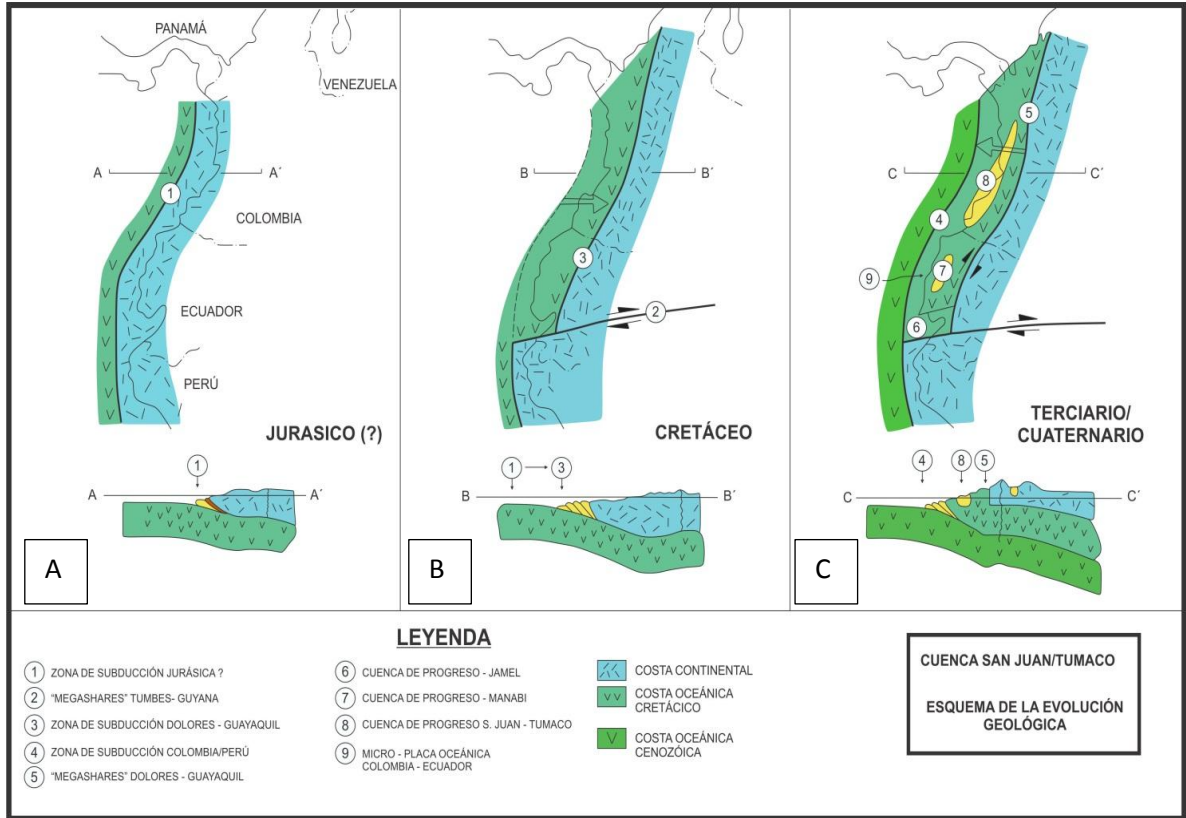 PANAMÁ
VENEZUELA
A
A´
1
COLOMBIA
ECUADOR
PERÚ
JURASICO (?)
1
A
A´
A
B
B´
3
2
CRETÁCEO
1
3
B
B´
B
5
C
C´
8
4
9
7
6
TERCIARIO/
CUATERNARIO
4
8
5
C
C´
C
LEYENDA
1 ZONA DE SUBDUCCIÓN JURÁSICA ?
2 “MEGASHARES” TUMBES- GUYANA
3 ZONA DE SUBDUCCIÓN DOLORES - GUAYAQUIL
4 ZONA DE SUBDUCCIÓN COLOMBIA/PERÚ
5 “MEGASHARES” DOLORES - GUAYAQUIL
6 CUENCA DE PROGRESO - JAMEL
7 CUENCA DE PROGRESO - MANABI
8 CUENCA DE PROGRESO S. JUAN - TUMACO
9 MICRO - PLACA OCEÁNICA
COLOMBIA - ECUADOR
COSTA CONTINENTAL
COSTA OCEÁNICA
CRETÁCICO
COSTA OCEÁNICA
CENOZÓICA
CUENCA SAN JUAN/TUMACO
ESQUEMA DE LA EVOLUCIÓN
GEOLÓGICA